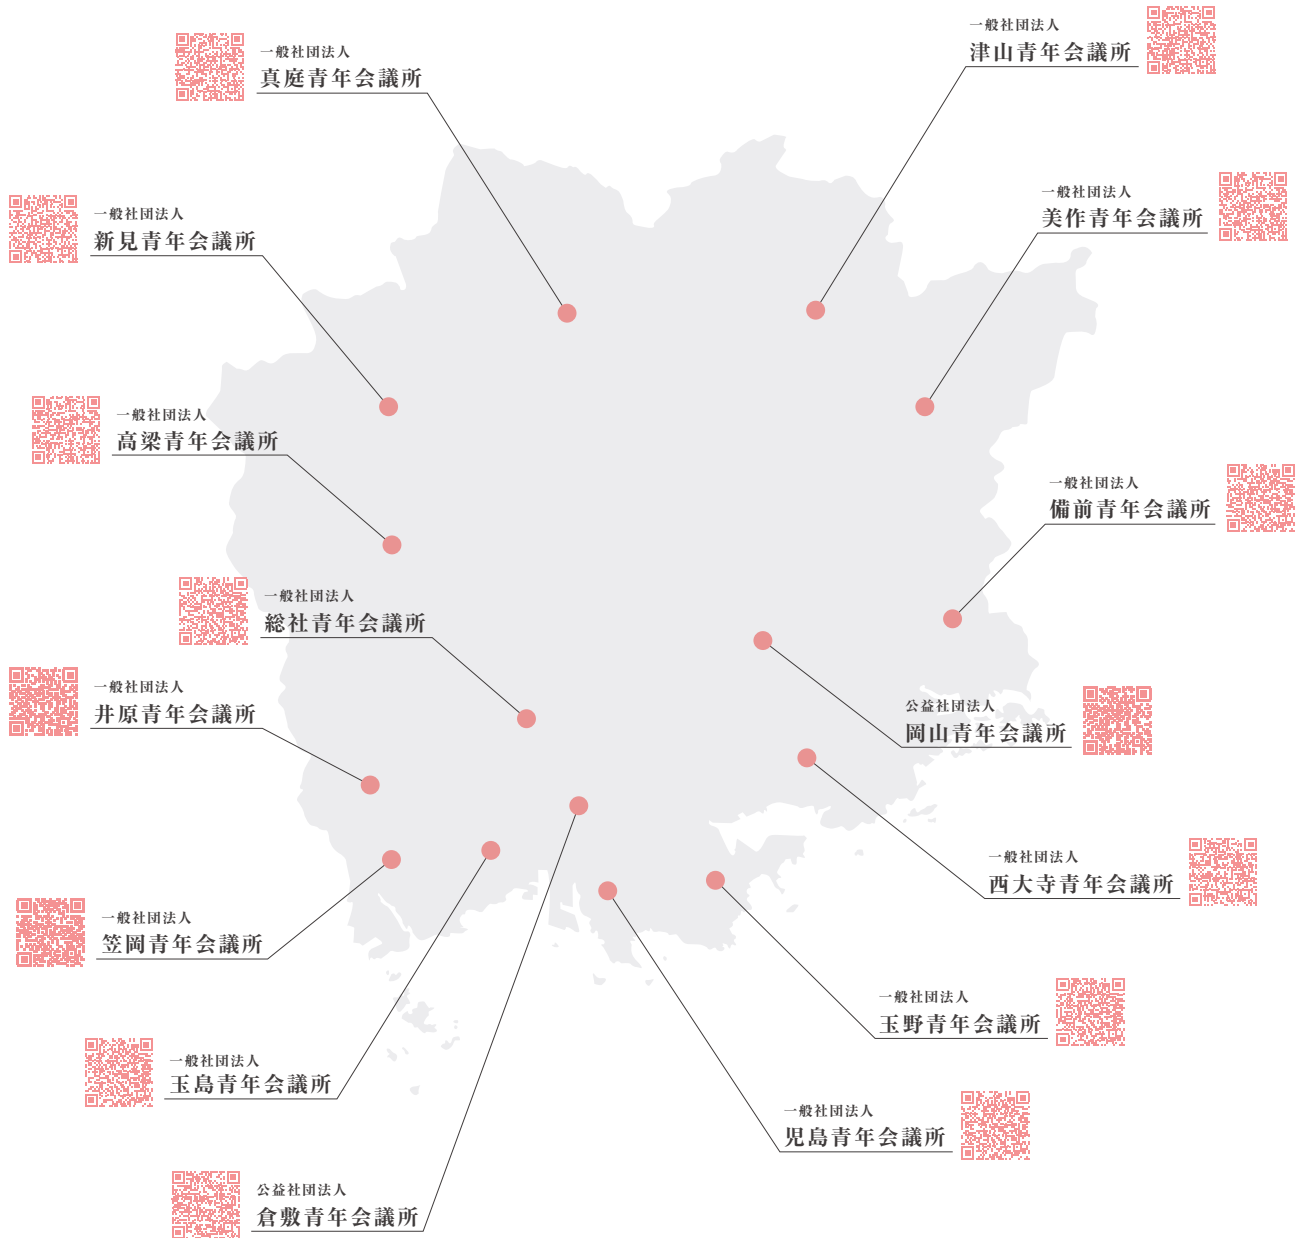 一般社団法人
真庭青年会議所
一般社団法人
津山青年会議所
一般社団法人
新見青年会議所
一般社団法人
美作青年会議所
一般社団法人
高梁青年会議所
一般社団法人
備前青年会議所
一般社団法人
総社青年会議所
一般社団法人
井原青年会議所
公益社団法人
岡山青年会議所
一般社団法人
西大寺青年会議所
一般社団法人
笠岡青年会議所
一般社団法人
玉野青年会議所
一般社団法人
玉島青年会議所
一般社団法人
児島青年会議所
公益社団法人
倉敷青年会議所